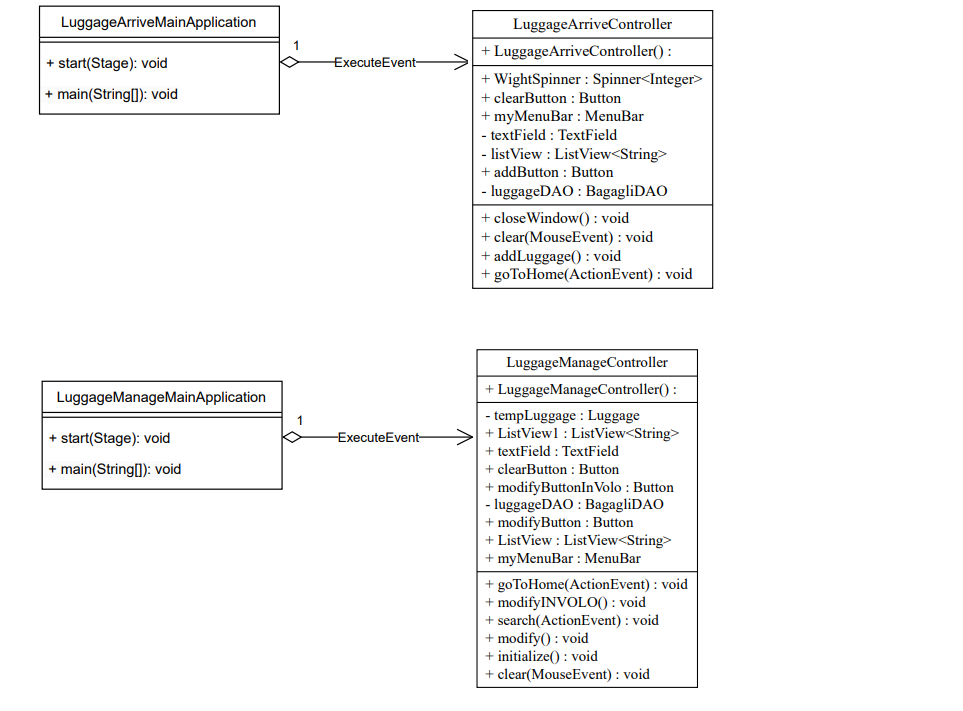 LuggageArriveMainApplication
+ start(Stage): void
+ main(String[]): void
1
ExecuteEvent
LuggageArriveController
+ LuggageArriveController() :
+ WightSpinner : Spinner<Integer>
+ clearButton : Button
+ myMenuBar : MenuBar
- textField : TextField
- listView : ListView<String>
+ addButton : Button
- luggageDAO : BagagliDAO
+ closeWindow() : void
+ clear(MouseEvent) : void
+ addLuggage() : void
+ goToHome(ActionEvent) : void
LuggageManageMainApplication
+ start(Stage): void
+ main(String[]): void
1
ExecuteEvent
LuggageManageController
+ LuggageManageController() :
- tempLuggage : Luggage
+ ListView1 : ListView<String>
+ textField : TextField
+ clearButton : Button
+ modifyButtonInVolo : Button
- luggageDAO : BagagliDAO
+ modifyButton : Button
+ ListView : ListView<String>
+ myMenuBar : MenuBar
+ goToHome(ActionEvent) : void
+ modifyINVOLO() : void
+ search(ActionEvent) : void
+ modify() : void
+ initialize() : void
+ clear(MouseEvent) : void